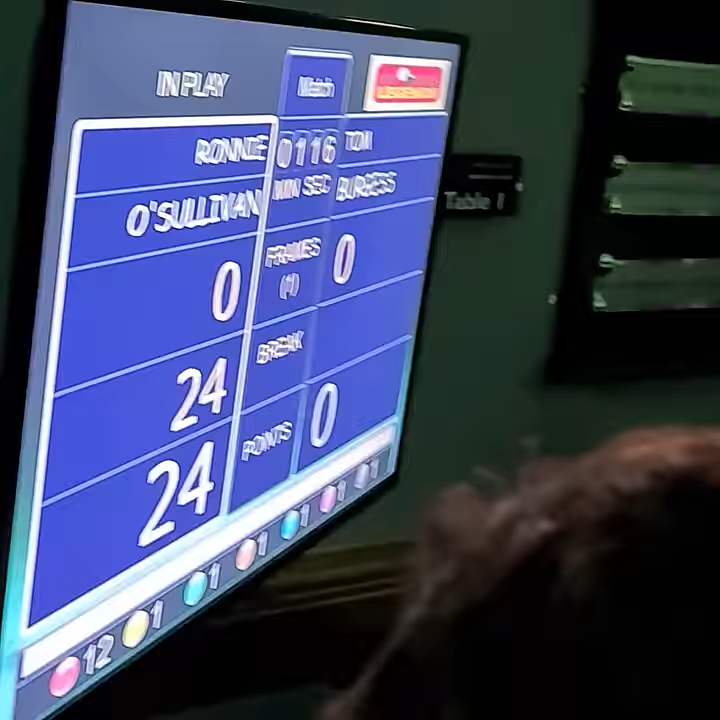 IN PLAY
Match
LEGENDS
RONNIE 0116 TOM
O'SULLIVAN MIN SEC BURGESS
0 FRAMES (1) 0
24 BREAK
24 POINTS 0
12 1 1 1 1 1 1
Table 1